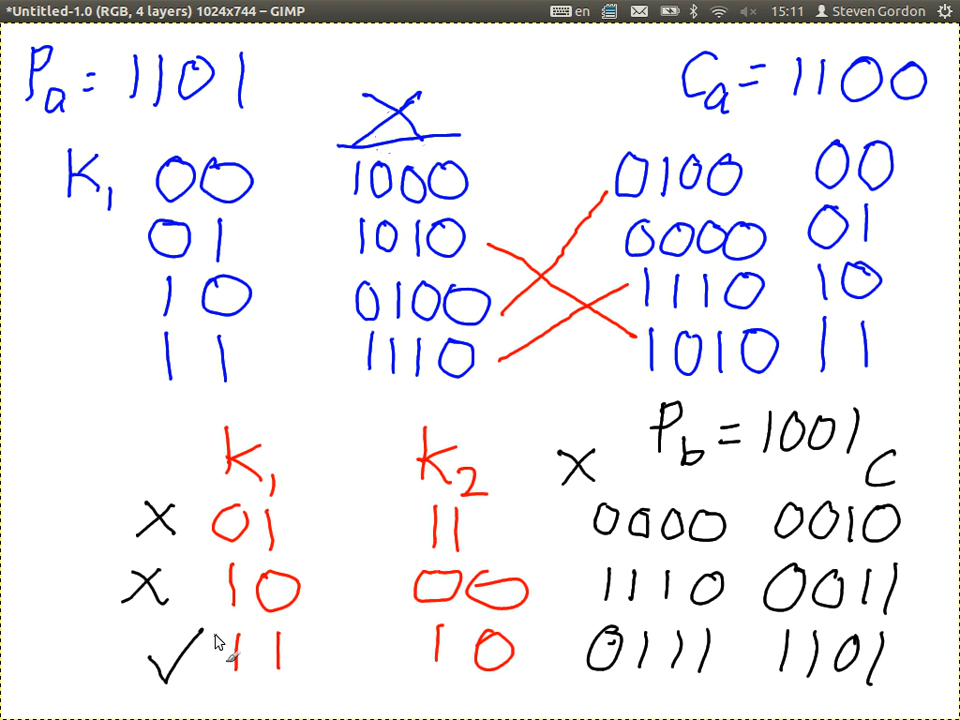 *Untitled-1.0 (RGB, 4 layers) 1024x744 – GIMP en 15:11 Steven Gordon
Pa = 1101 Ca = 1100
X
K1 00 1000 0100 00
01 1010 0000 01
10 0100 1110 10
11 1110 1010 11
Pb = 1001
K1 K2 X C
X 01 11 0000 0010
X 10 00 1110 0011
✓ 11 10 0111 1101